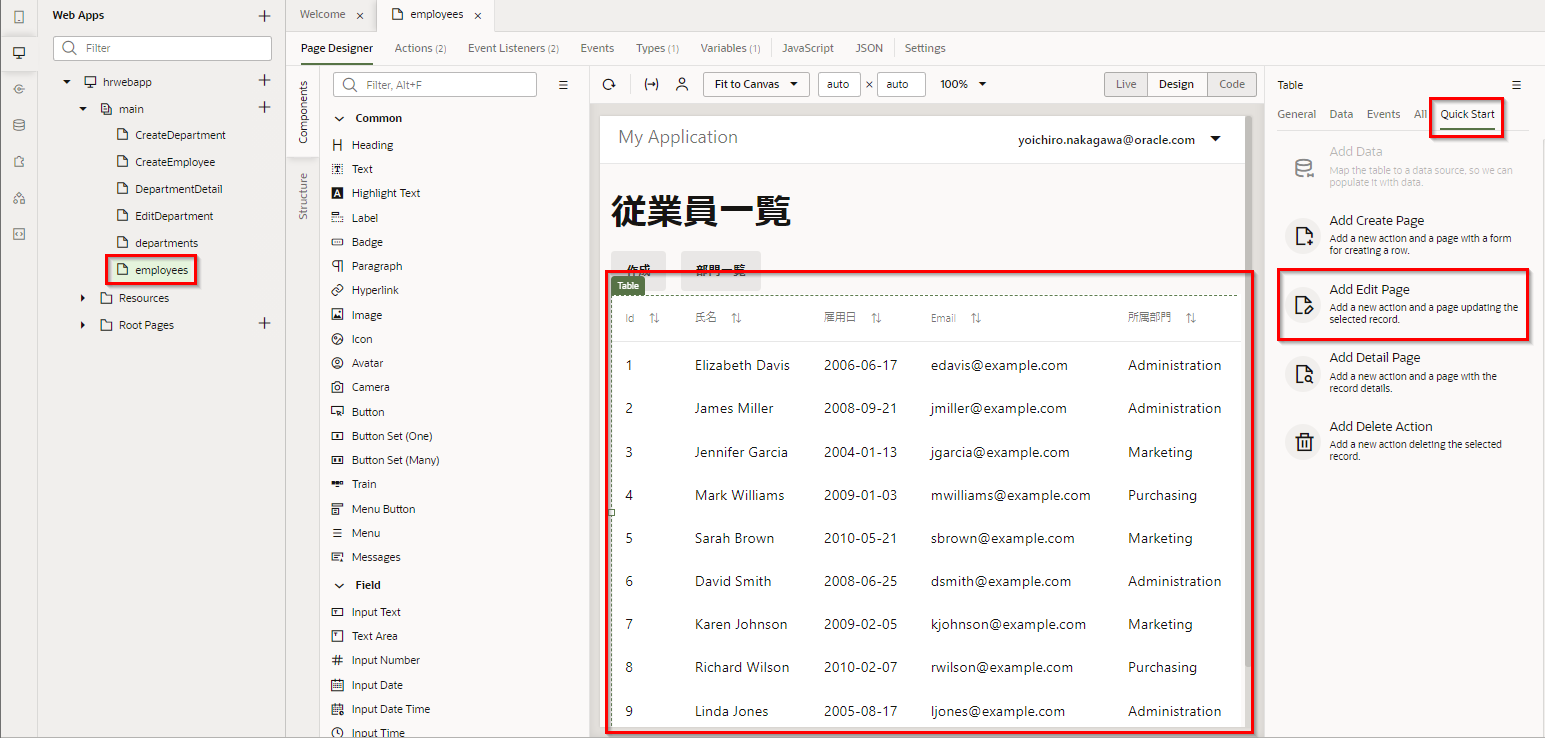 Web Apps
Filter
hrwebapp
main
CreateDepartment
CreateEmployee
DepartmentDetail
EditDepartment
departments
employees
Resources
Root Pages
Welcome
employees
Page Designer
Actions (2)
Event Listeners (2)
Events
Types (1)
Variables (1)
JavaScript
JSON
Settings
Components
Structure
Filter, Alt+F
Common
Heading
Text
Highlight Text
Label
Badge
Paragraph
Hyperlink
Image
Icon
Avatar
Camera
Button
Button Set (One)
Button Set (Many)
Train
Menu Button
Menu
Messages
Field
Input Text
Text Area
Input Number
Input Date
Input Date Time
Input Time
Fit to Canvas
auto × auto
100%
Live
Design
Code
My Application
yoichiro.nakagawa@oracle.com
従業員一覧
作成
部門一覧
Table
Id 氏名 雇用日 Email 所属部門
1 Elizabeth Davis 2006-06-17 edavis@example.com Administration
2 James Miller 2008-09-21 jmiller@example.com Administration
3 Jennifer Garcia 2004-01-13 jgarcia@example.com Marketing
4 Mark Williams 2009-01-03 mwilliams@example.com Purchasing
5 Sarah Brown 2010-05-21 sbrown@example.com Marketing
6 David Smith 2008-06-25 dsmith@example.com Administration
7 Karen Johnson 2009-02-05 kjohnson@example.com Marketing
8 Richard Wilson 2010-02-07 rwilson@example.com Purchasing
9 Linda Jones 2005-08-17 ljones@example.com Administration
Table
General
Data
Events
All
Quick Start
Add Data
Map the table to a data source, so we can
populate it with data.
Add Create Page
Add a new action and a page with a form
for creating a row.
Add Edit Page
Add a new action and a page updating the
selected record.
Add Detail Page
Add a new action and a page with the
record details.
Add Delete Action
Add a new action deleting the selected
record.